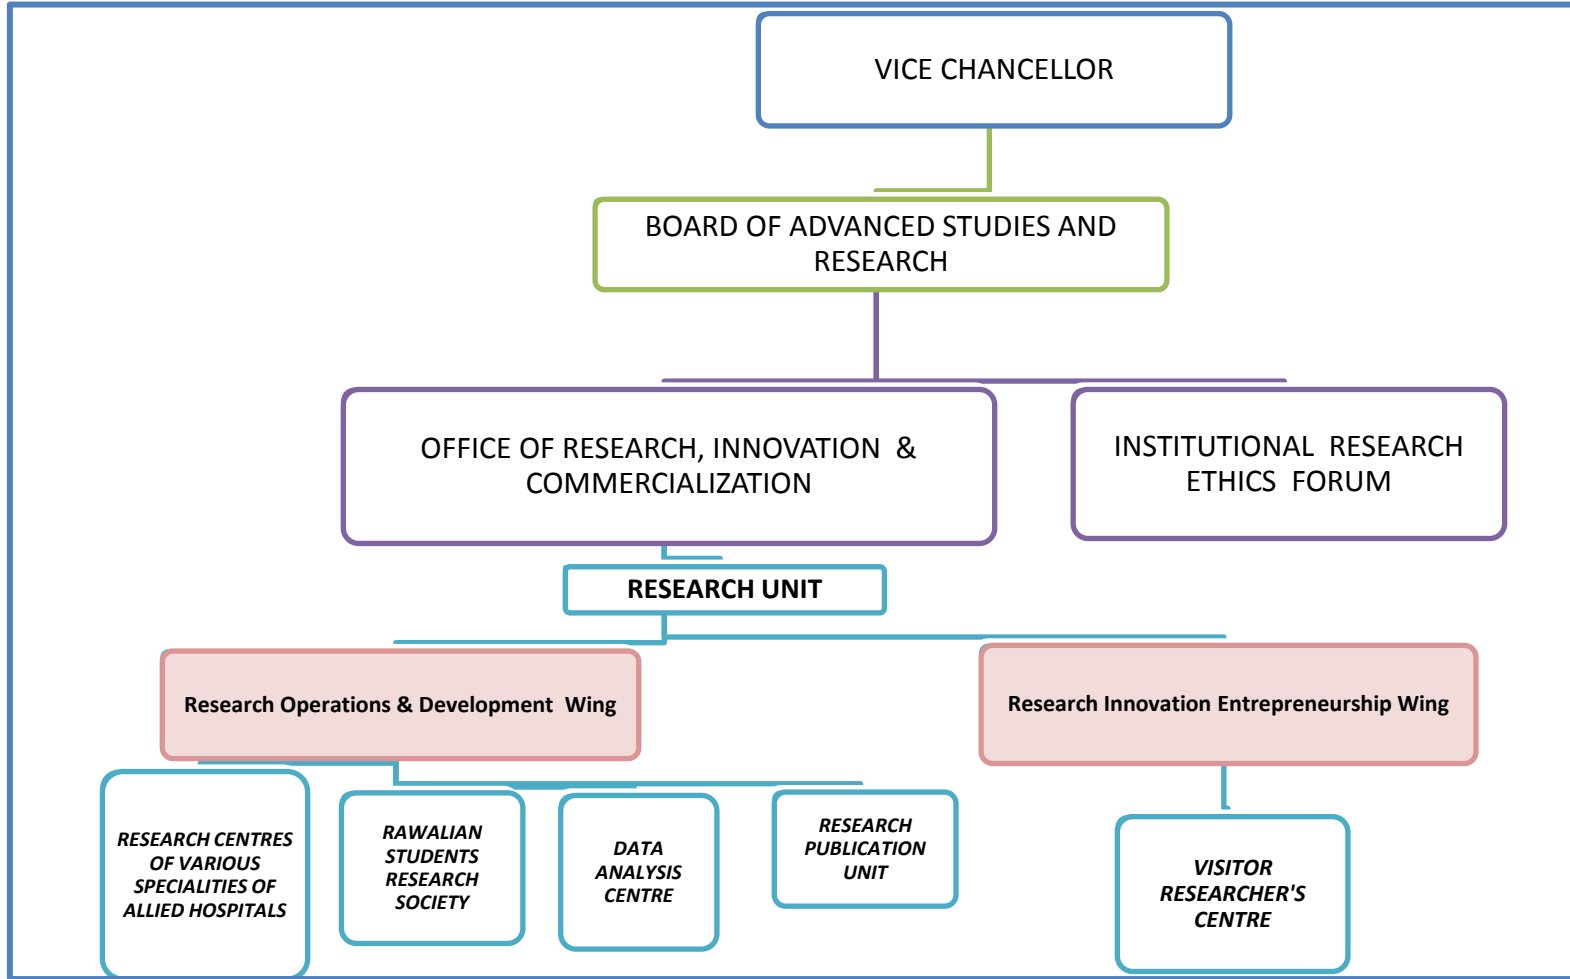 VICE CHANCELLOR
BOARD OF ADVANCED STUDIES AND
RESEARCH
OFFICE OF RESEARCH, INNOVATION &
COMMERCIALIZATION
INSTITUTIONAL RESEARCH
ETHICS FORUM
RESEARCH UNIT
Research Operations & Development Wing
Research Innovation Entrepreneurship Wing
RESEARCH CENTRES
OF VARIOUS
SPECIALITIES OF
ALLIED HOSPITALS
RAWALIAN
STUDENTS
RESEARCH
SOCIETY
DATA
ANALYSIS
CENTRE
RESEARCH
PUBLICATION
UNIT
VISITOR
RESEARCHER'S
CENTRE